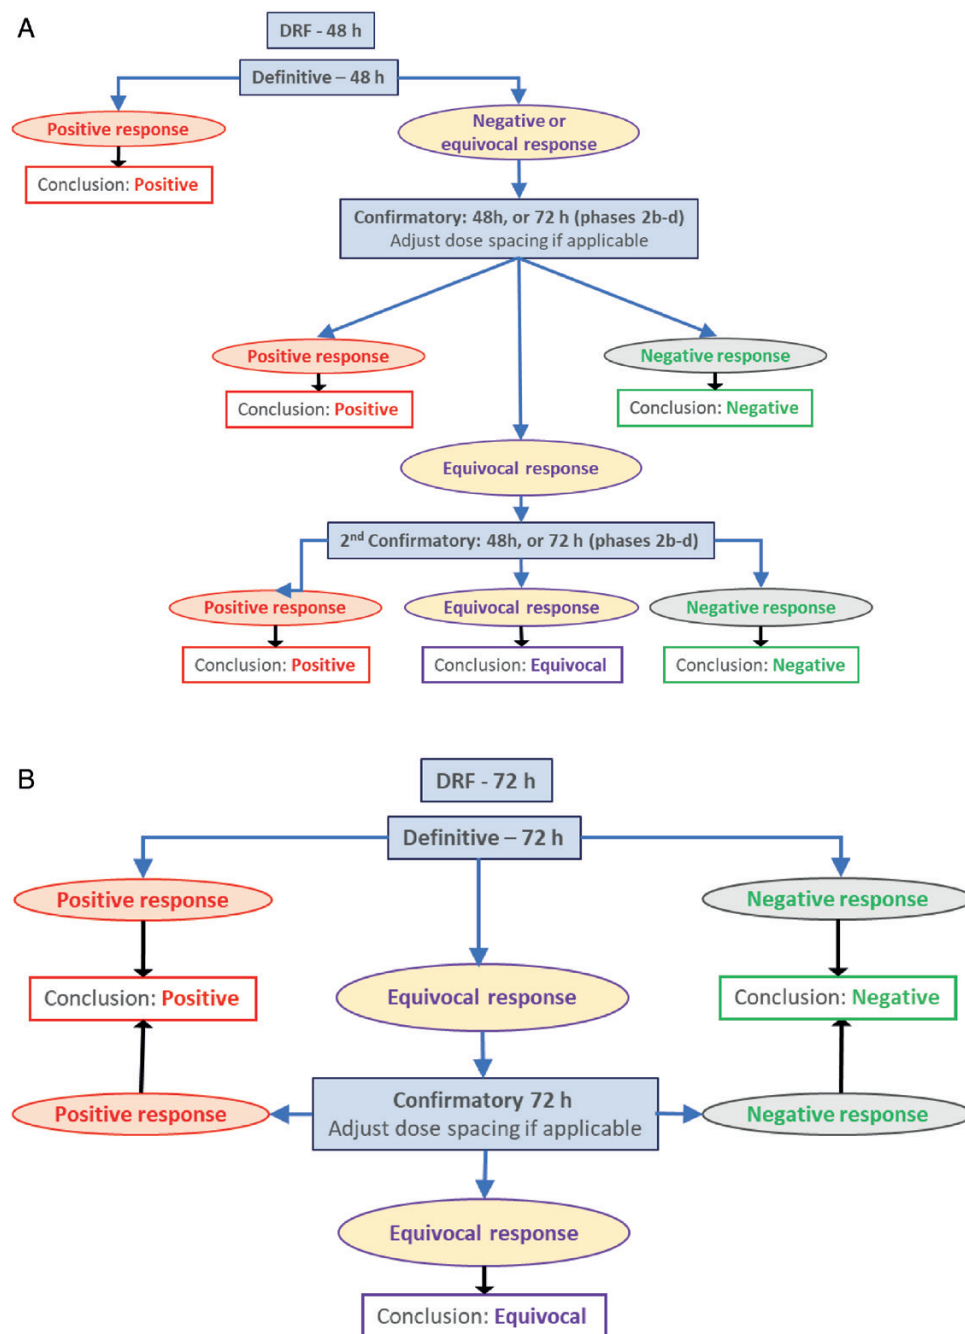 A
DRF - 48 h
Definitive – 48 h
Positive response
Negative or
equivocal response
Conclusion: Positive
Confirmatory: 48h, or 72 h (phases 2b-d)
Adjust dose spacing if applicable
Positive response
Negative response
Conclusion: Positive
Conclusion: Negative
Equivocal response
2nd Confirmatory: 48h, or 72 h (phases 2b-d)
Positive response
Equivocal response
Negative response
Conclusion: Positive
Conclusion: Equivocal
Conclusion: Negative
B
DRF - 72 h
Definitive – 72 h
Positive response
Negative response
Conclusion: Positive
Equivocal response
Conclusion: Negative
Confirmatory 72 h
Adjust dose spacing if applicable
Positive response
Negative response
Equivocal response
Conclusion: Equivocal